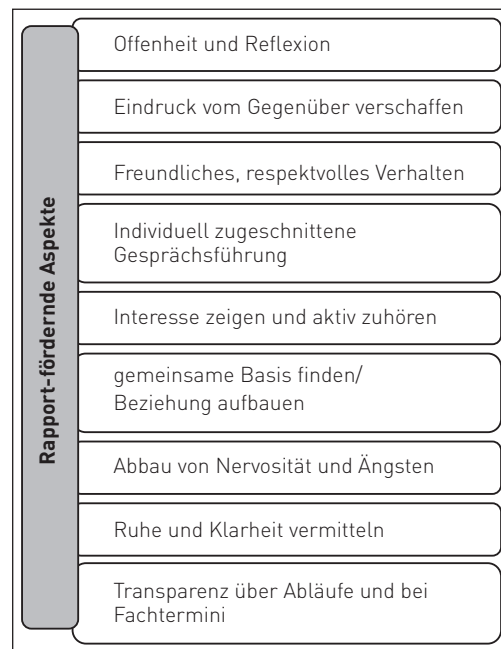 Rapport-fördernde Aspekte
Offenheit und Reflexion
Eindruck vom Gegenüber verschaffen
Freundliches, respektvolles Verhalten
Individuell zugeschnittene
Gesprächsführung
Interesse zeigen und aktiv zuhören
gemeinsame Basis finden/
Beziehung aufbauen
Abbau von Nervosität und Ängsten
Ruhe und Klarheit vermitteln
Transparenz über Abläufe und bei
Fachtermini